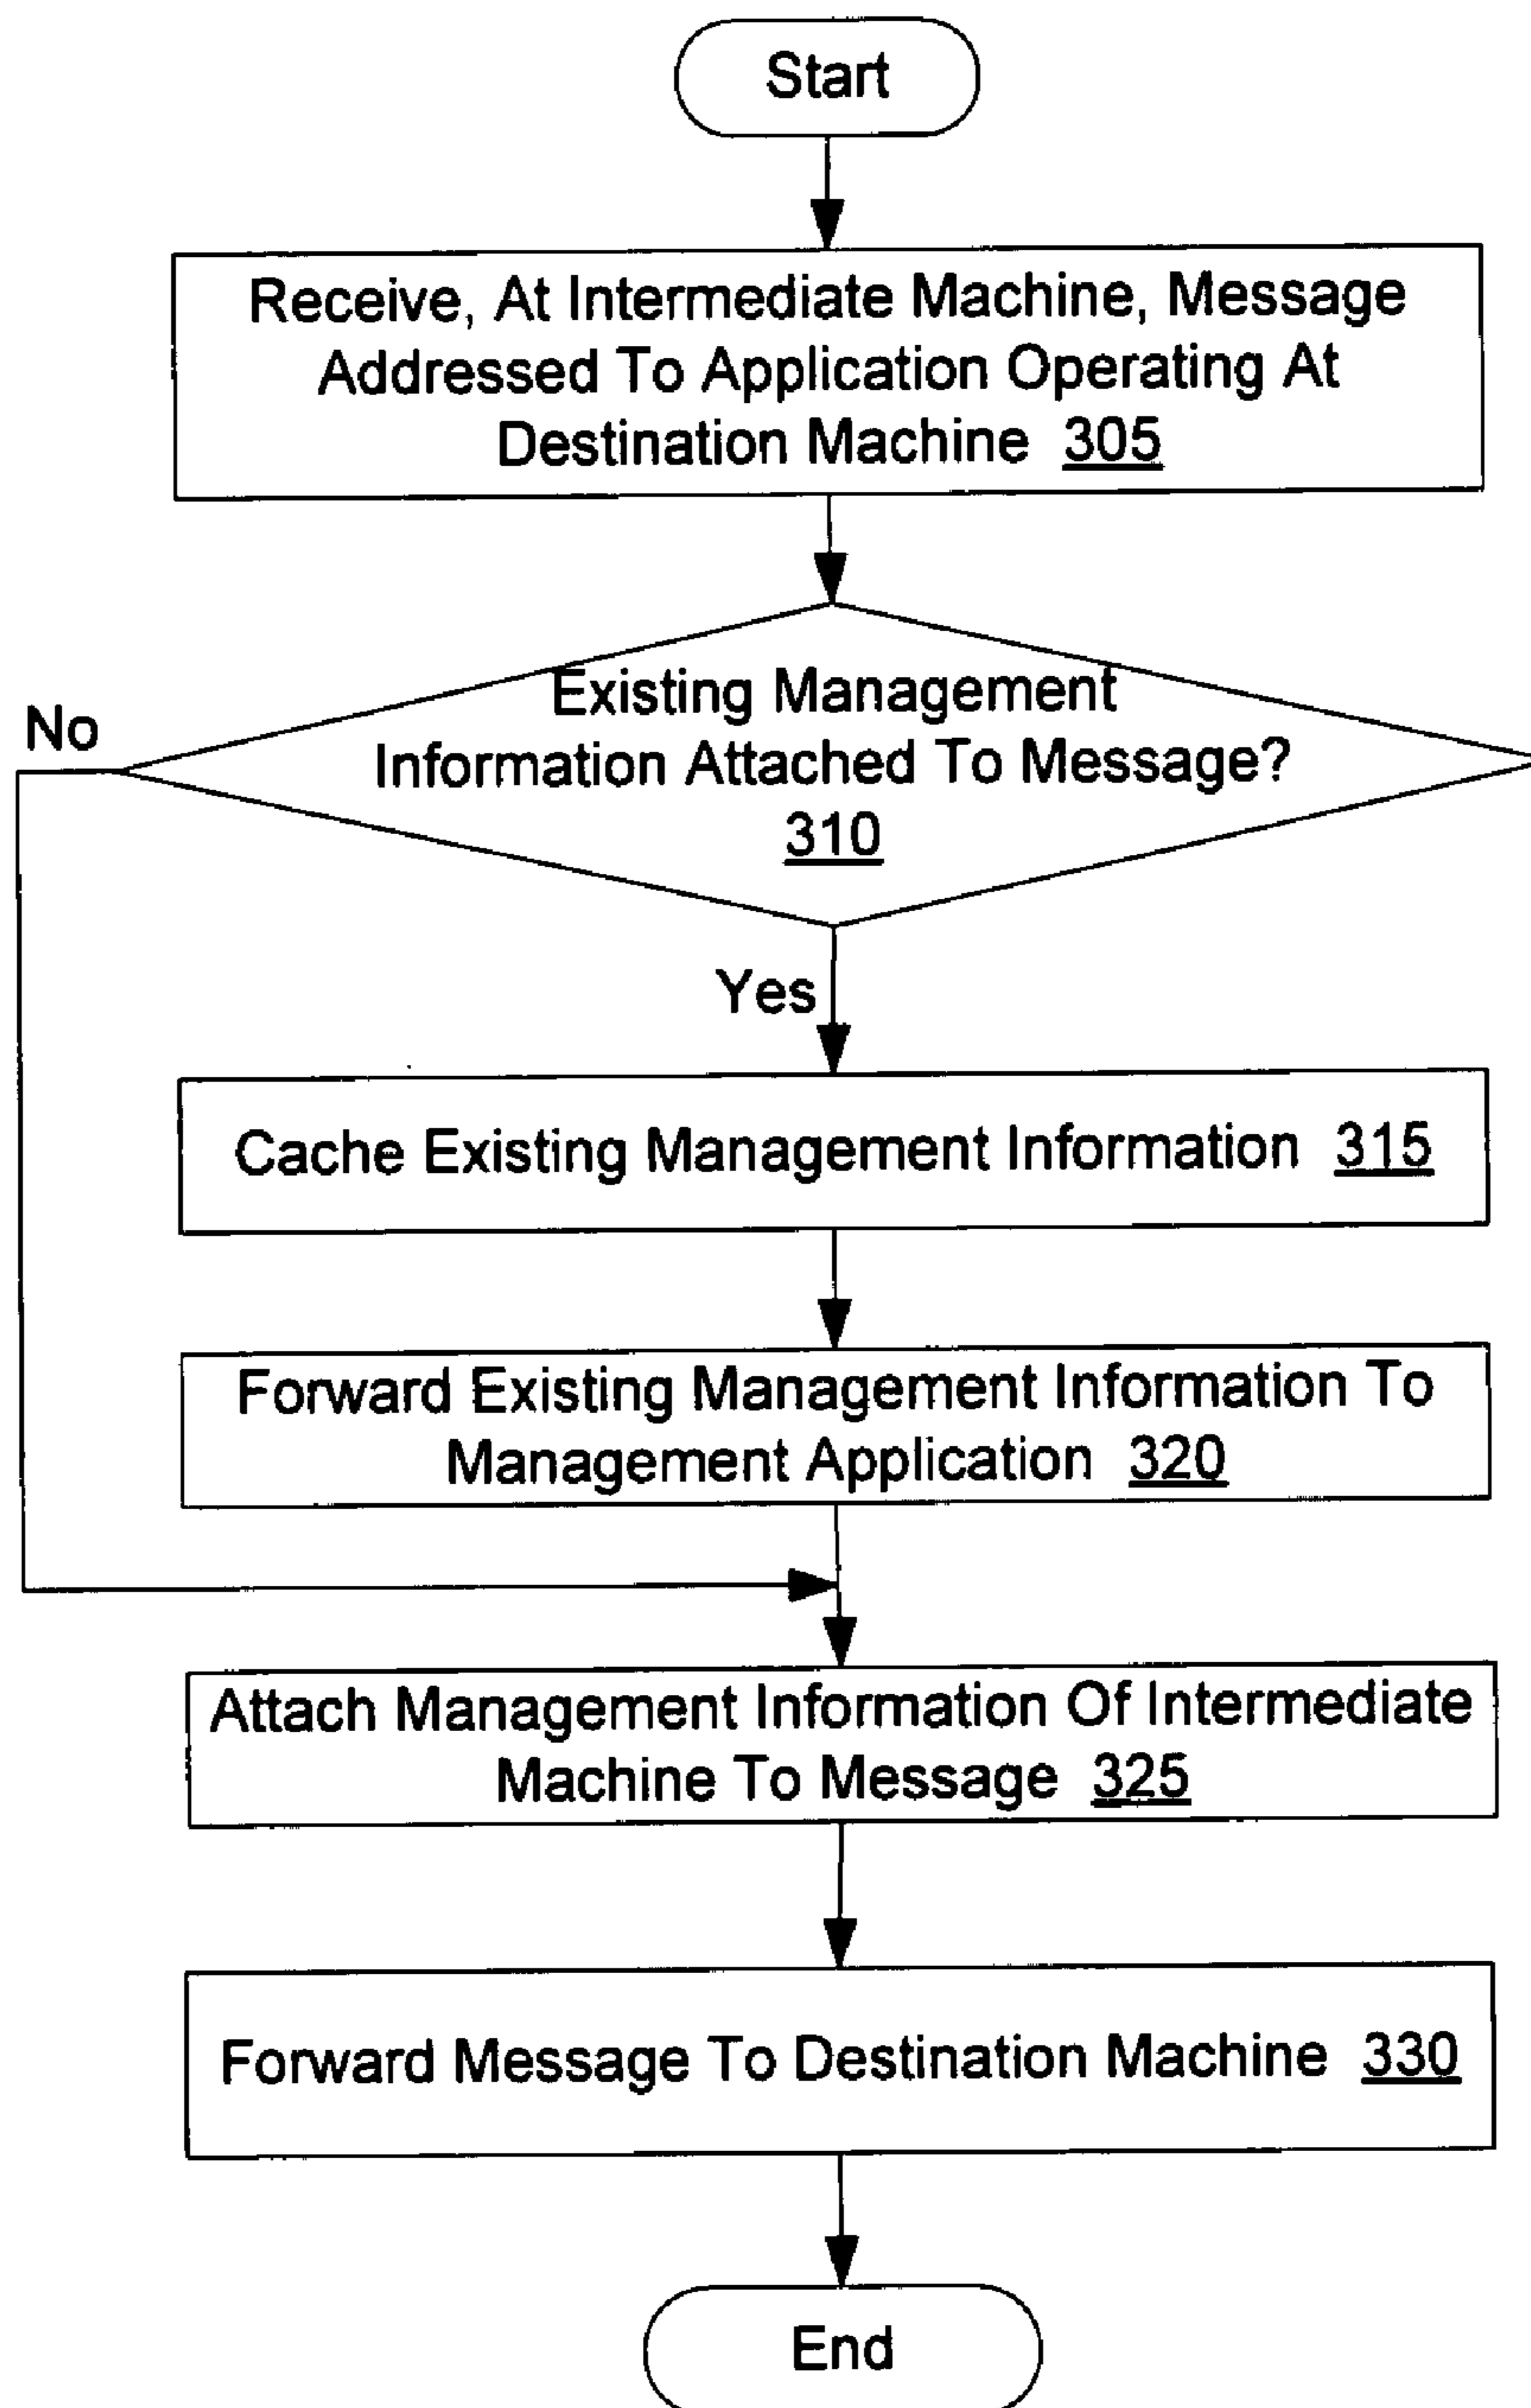 Start
Receive, At Intermediate Machine, Message
Addressed To Application Operating At
Destination Machine 305
Existing Management
Information Attached To Message?
310
No
Yes
Cache Existing Management Information 315
Forward Existing Management Information To
Management Application 320
Attach Management Information Of Intermediate
Machine To Message 325
Forward Message To Destination Machine 330
End